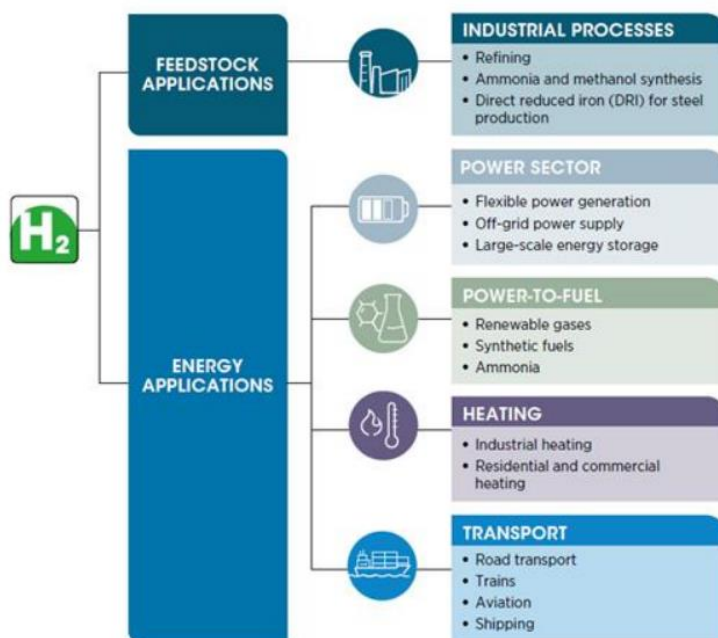 H2
FEEDSTOCK
APPLICATIONS
INDUSTRIAL PROCESSES
• Refining
• Ammonia and methanol synthesis
• Direct reduced iron (DRI) for steel
production
ENERGY
APPLICATIONS
POWER SECTOR
• Flexible power generation
• Off-grid power supply
• Large-scale energy storage
POWER-TO-FUEL
• Renewable gases
• Synthetic fuels
• Ammonia
HEATING
• Industrial heating
• Residential and commercial
heating
TRANSPORT
• Road transport
• Trains
• Aviation
• Shipping